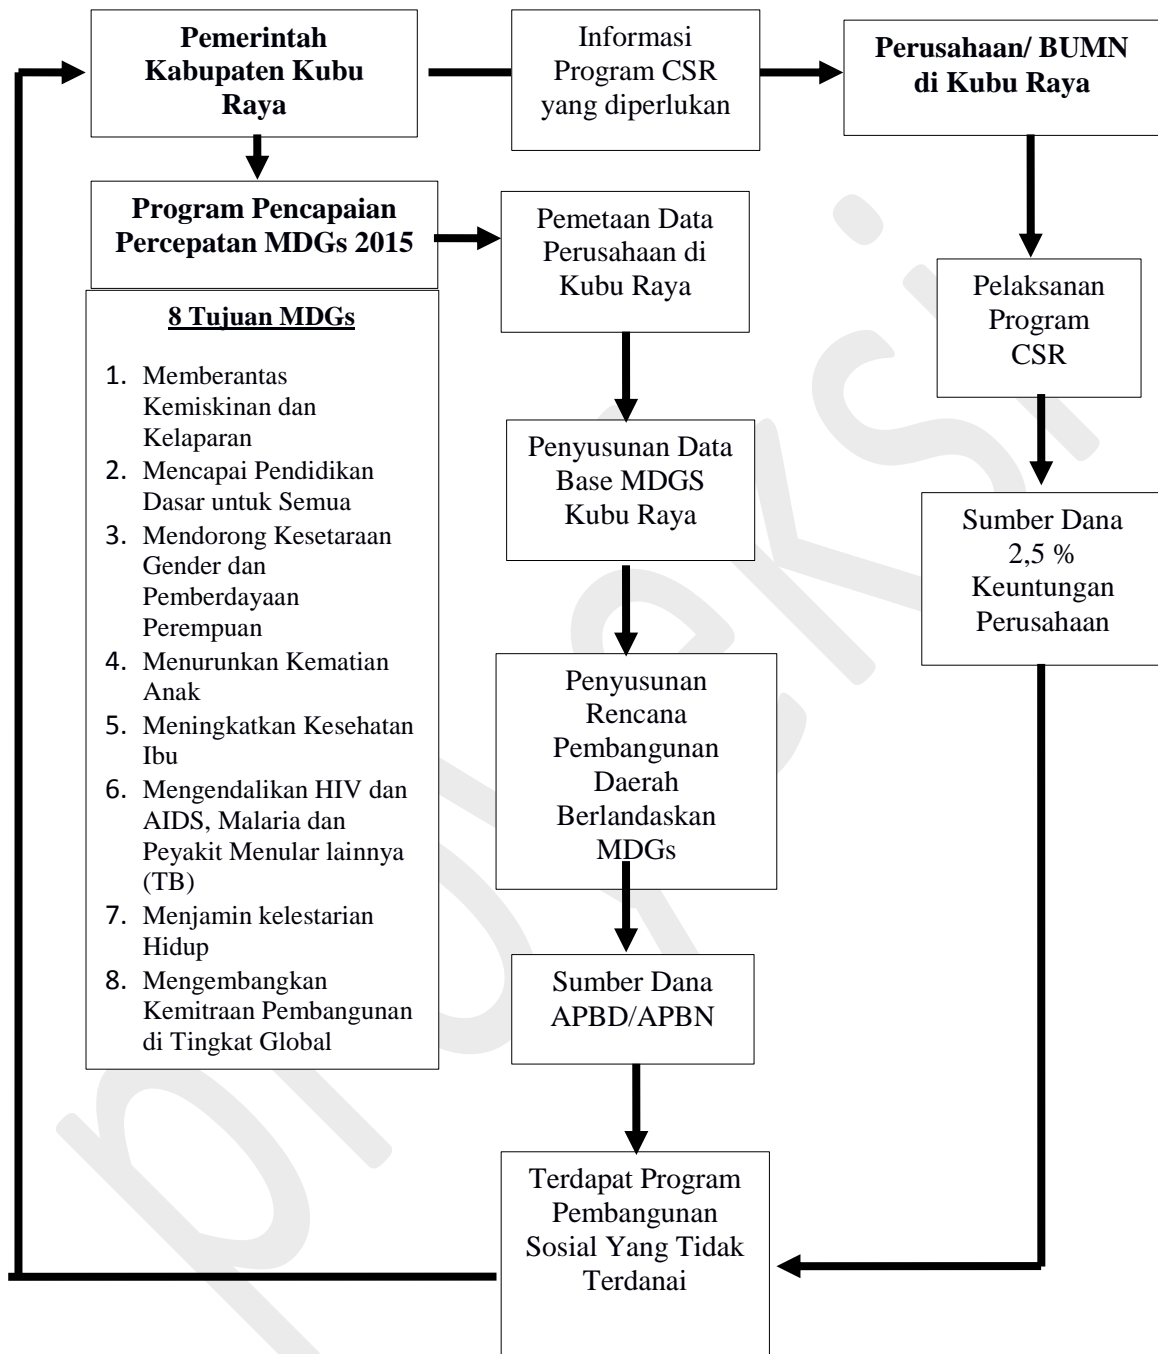 Pemerintah
Kabupaten Kubu
Raya
Informasi
Program CSR
yang diperlukan
Perusahaan/ BUMN
di Kubu Raya
Program Pencapaian
Percepatan MDGs 2015
Pemetaan Data
Perusahaan di
Kubu Raya
Pelaksanan
Program
CSR
8 Tujuan MDGs
1. Memberantas
Kemiskinan dan
Kelaparan
2. Mencapai Pendidikan
Dasar untuk Semua
3. Mendorong Kesetaraan
Gender dan
Pemberdayaan
Perempuan
4. Menurunkan Kematian
Anak
5. Meningkatkan Kesehatan
Ibu
6. Mengendalikan HIV dan
AIDS, Malaria dan
Peyakit Menular lainnya
(TB)
7. Menjamin kelestarian
Hidup
8. Mengembangkan
Kemitraan Pembangunan
di Tingkat Global
Penyusunan Data
Base MDGS
Kubu Raya
Sumber Dana
2,5 %
Keuntungan
Perusahaan
Penyusunan
Rencana
Pembangunan
Daerah
Berlandaskan
MDGs
Sumber Dana
APBD/APBN
Terdapat Program
Pembangunan
Sosial Yang Tidak
Terdanai